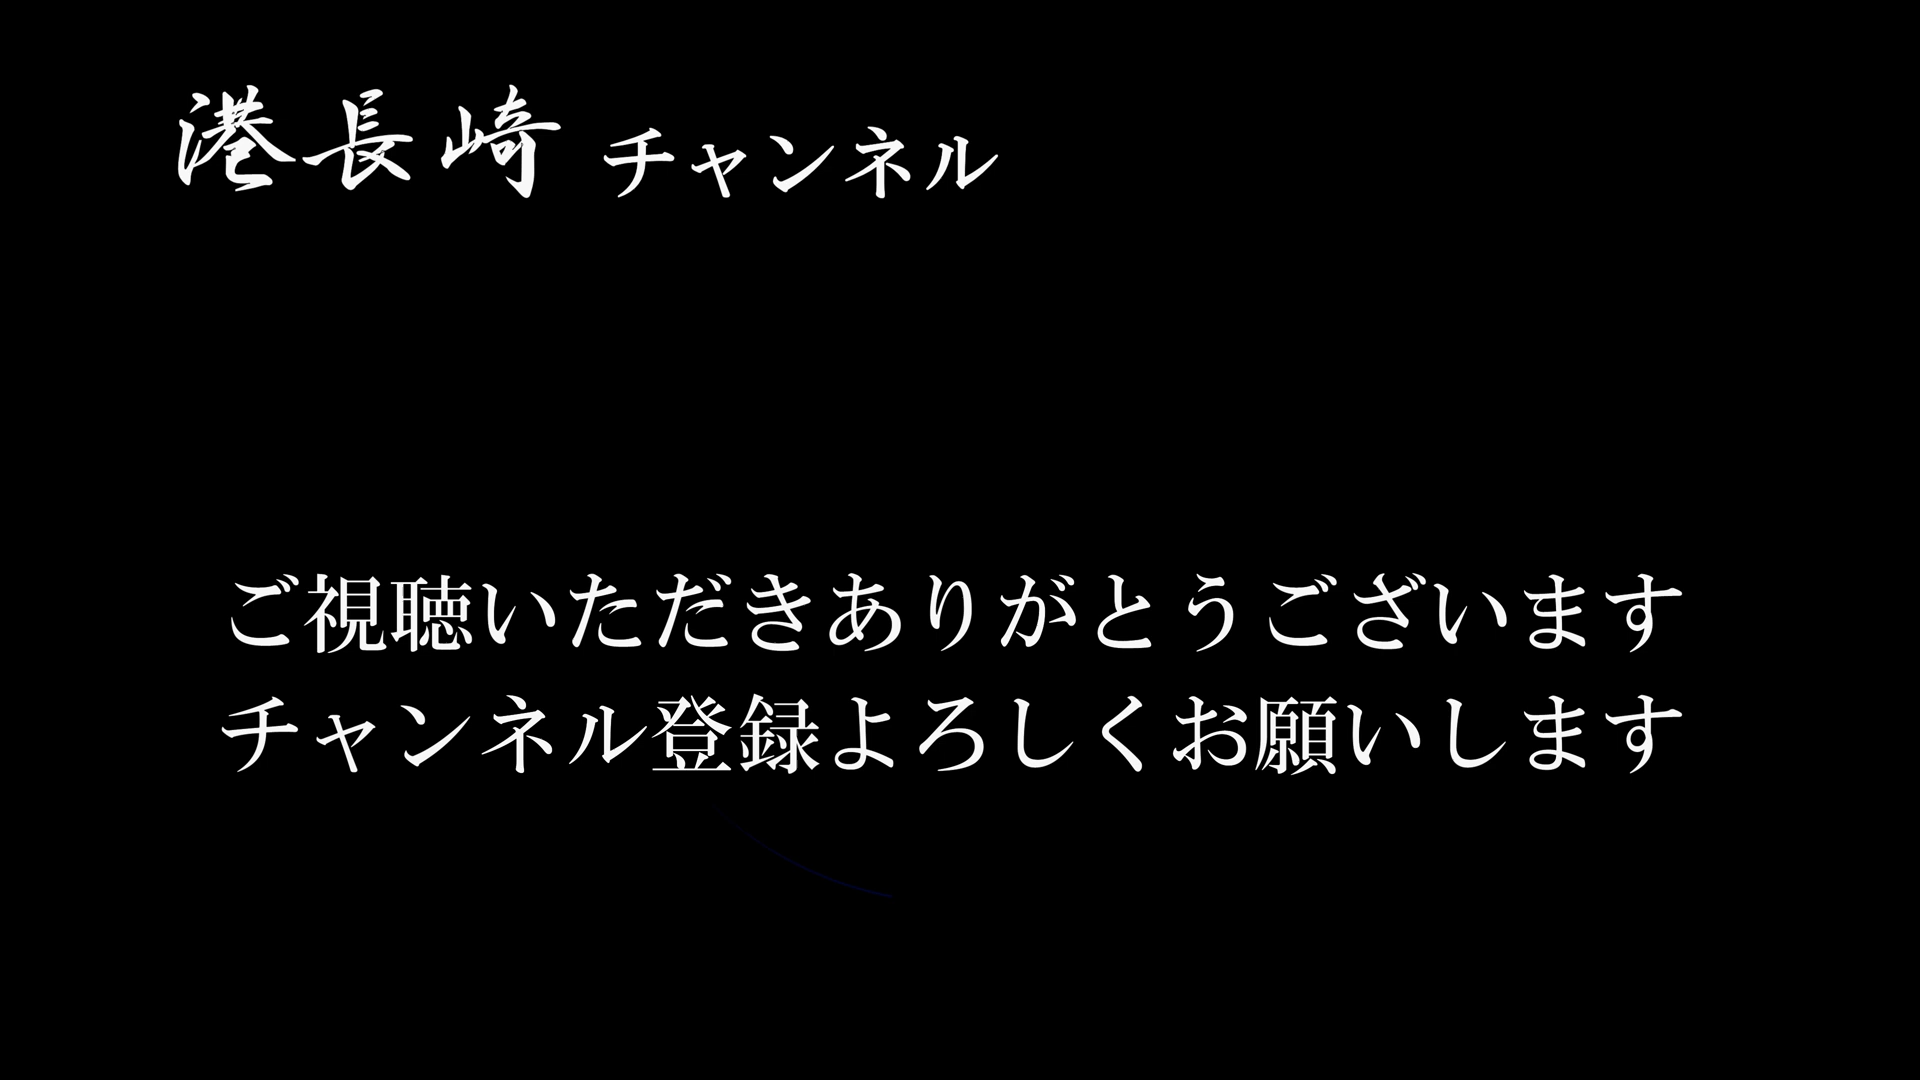 港長崎 チャンネル
ご視聴いただきありがとうございます
チャンネル登録よろしくお願いします